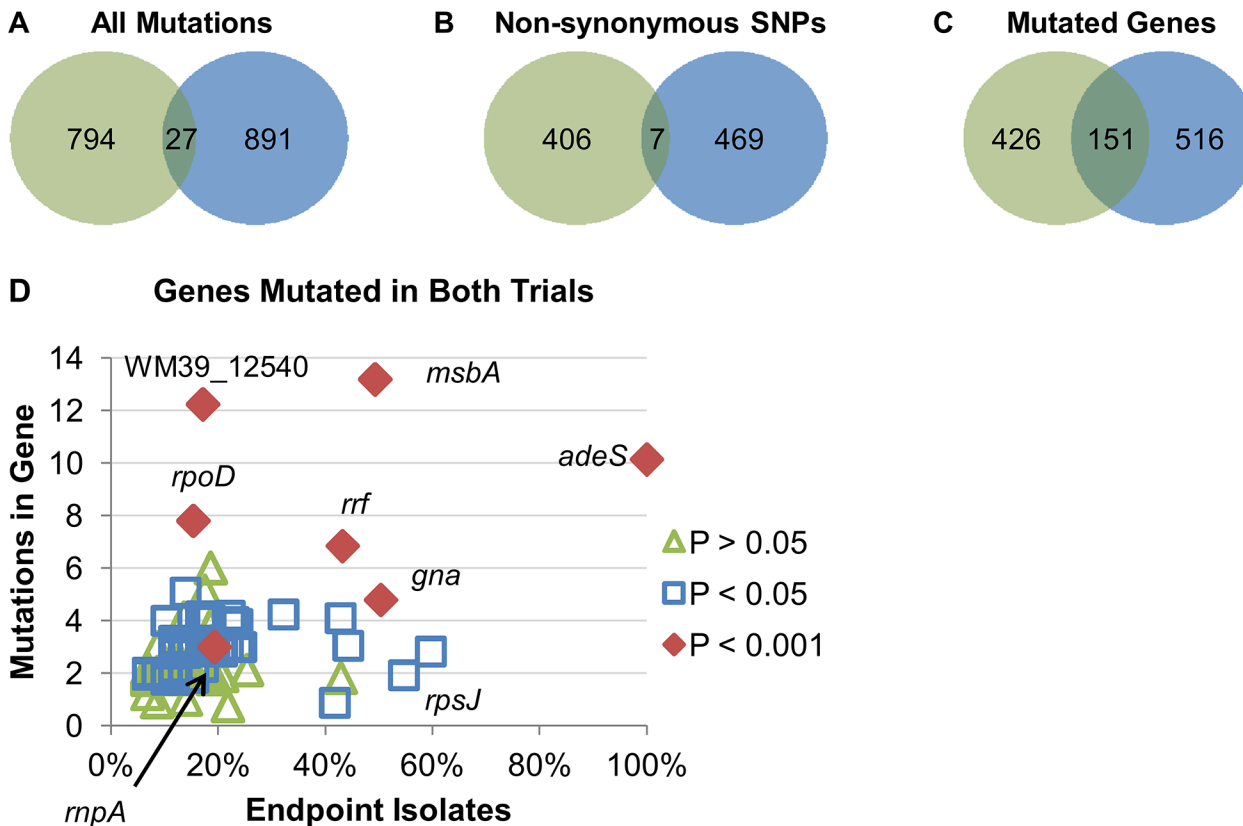 A All Mutations
794 27 891
B Non-synonymous SNPs
406 7 469
C Mutated Genes
426 151 516
D Genes Mutated in Both Trials
Mutations in Gene
14
12
10
8
6
4
2
0
WM39_12540
msbA
adeS
rpoD
rrf
gna
rpsJ
rnpA
P > 0.05
P < 0.05
P < 0.001
0% 20% 40% 60% 80% 100%
Endpoint Isolates